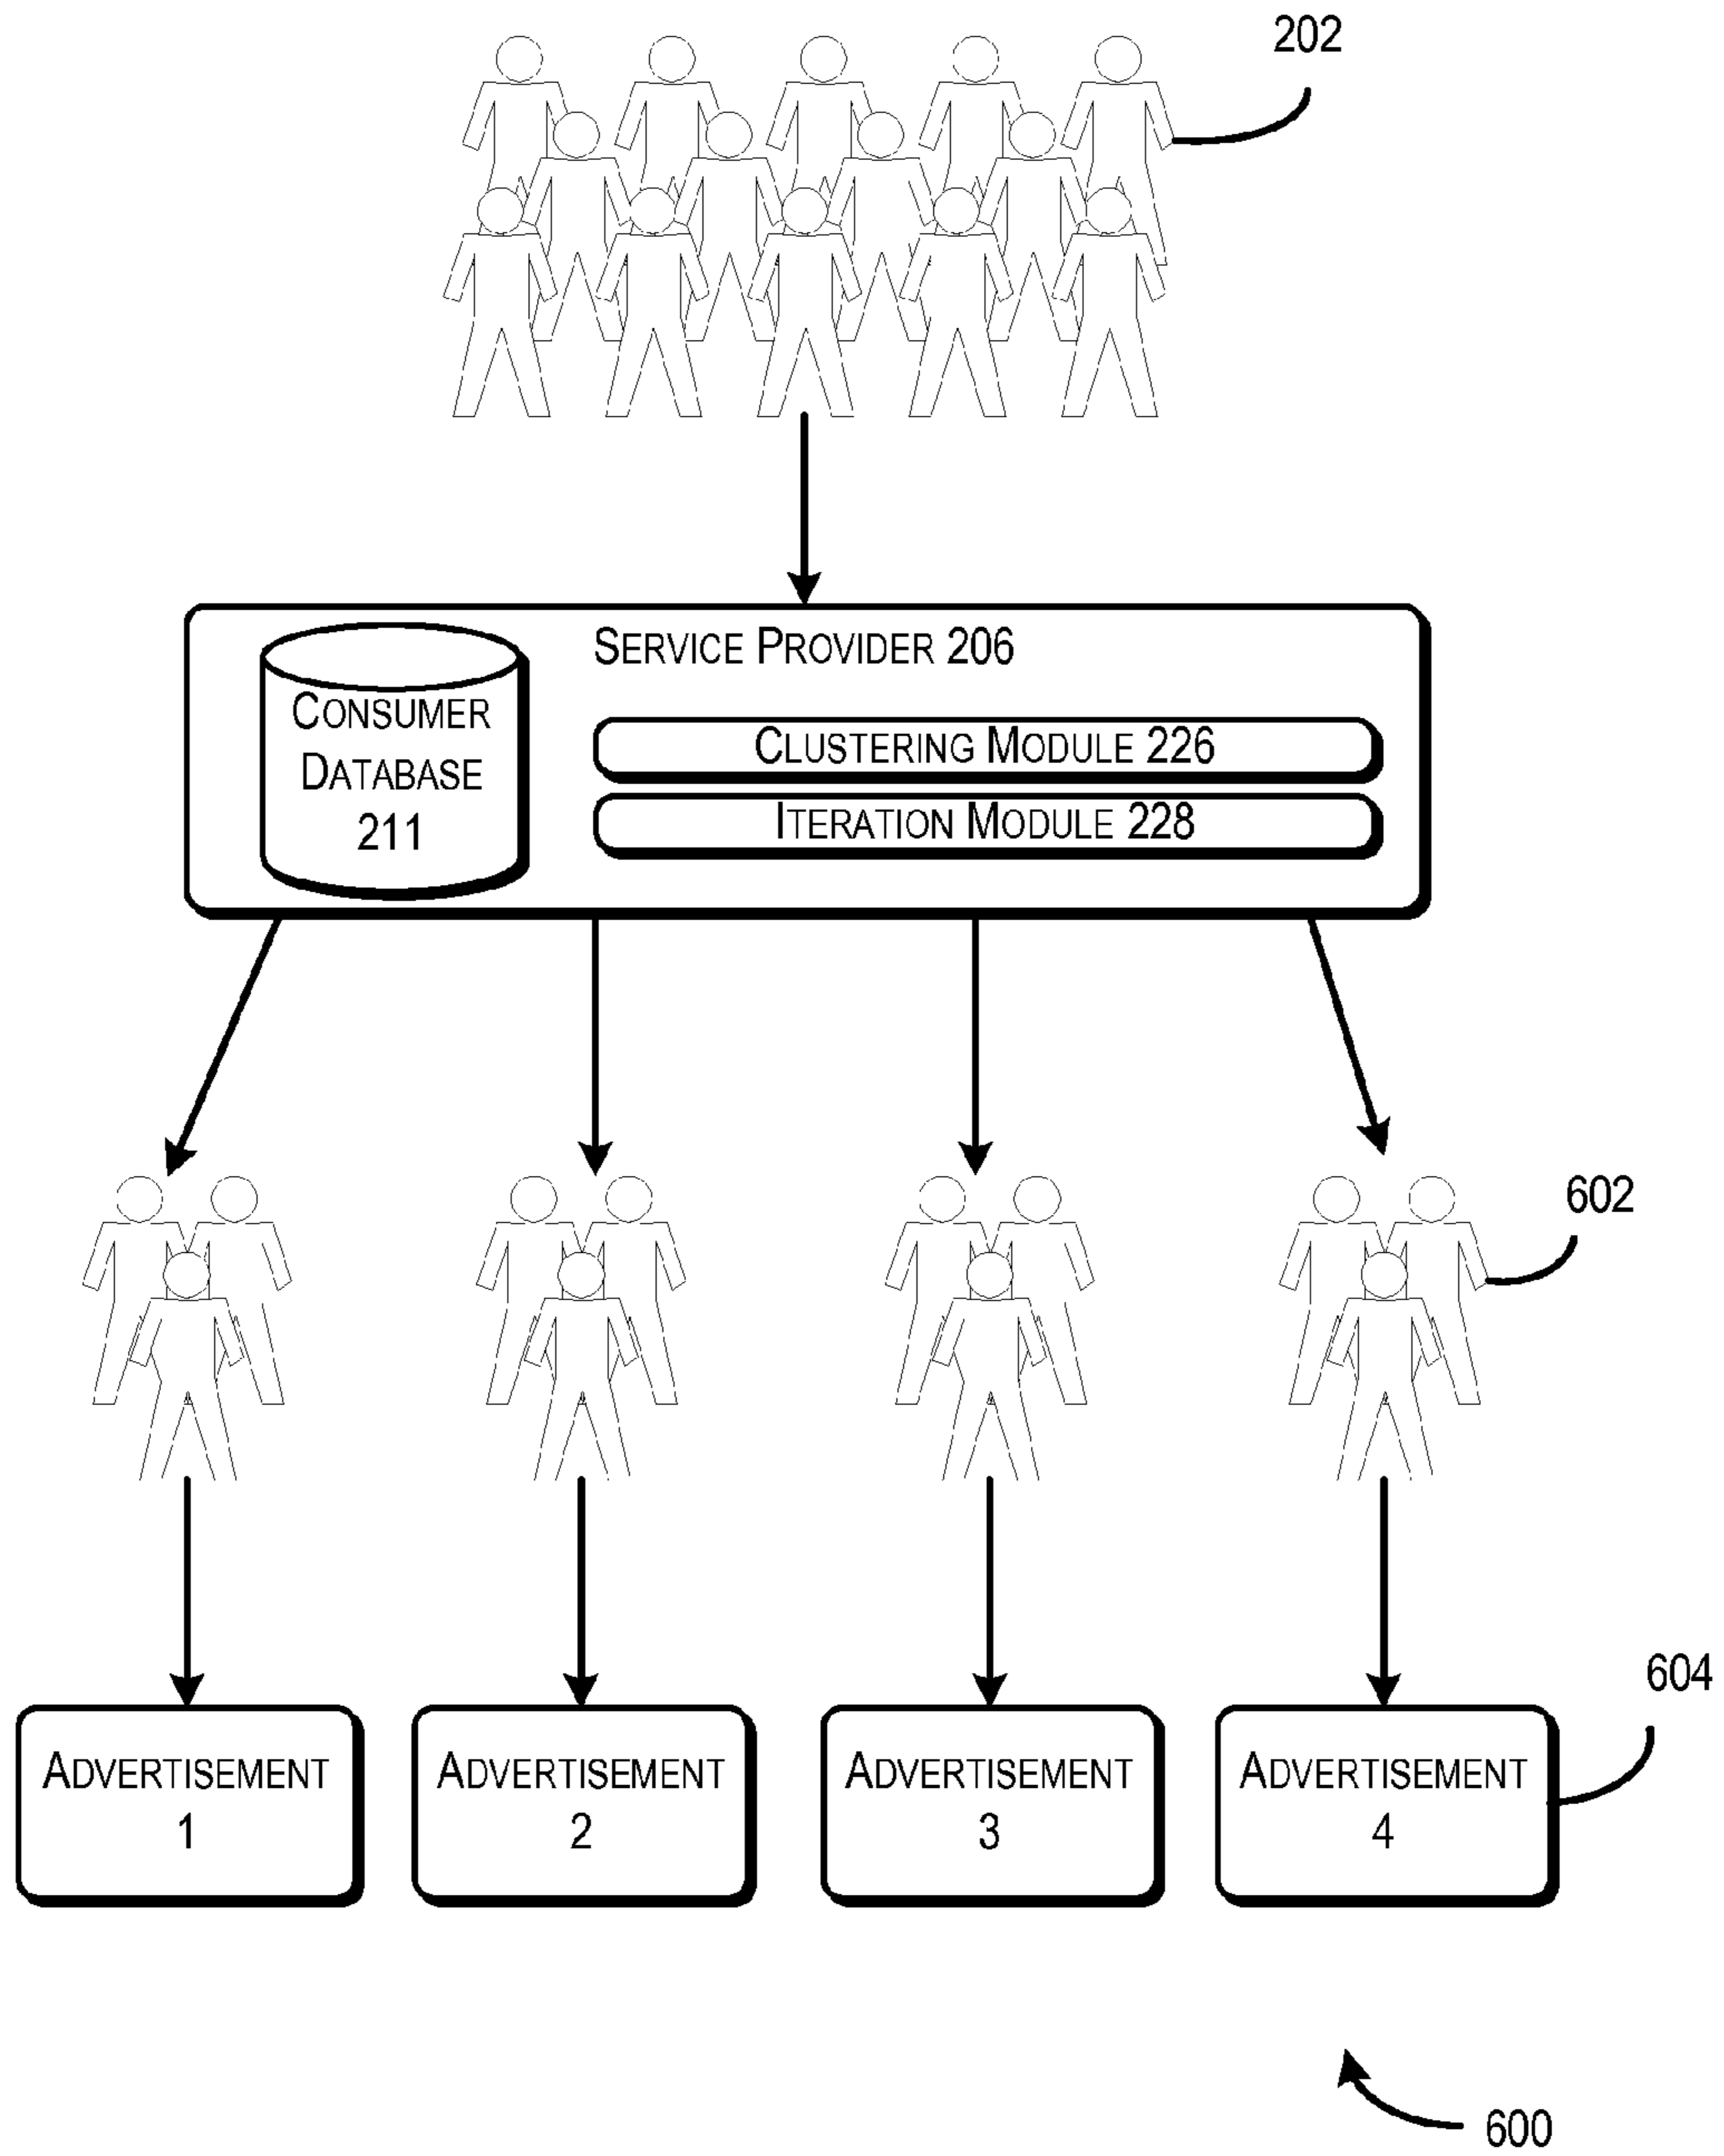 202
SERVICE PROVIDER 206
CONSUMER
DATABASE
211
CLUSTERING MODULE 226
ITERATION MODULE 228
602
604
ADVERTISEMENT
1
ADVERTISEMENT
2
ADVERTISEMENT
3
ADVERTISEMENT
4
600